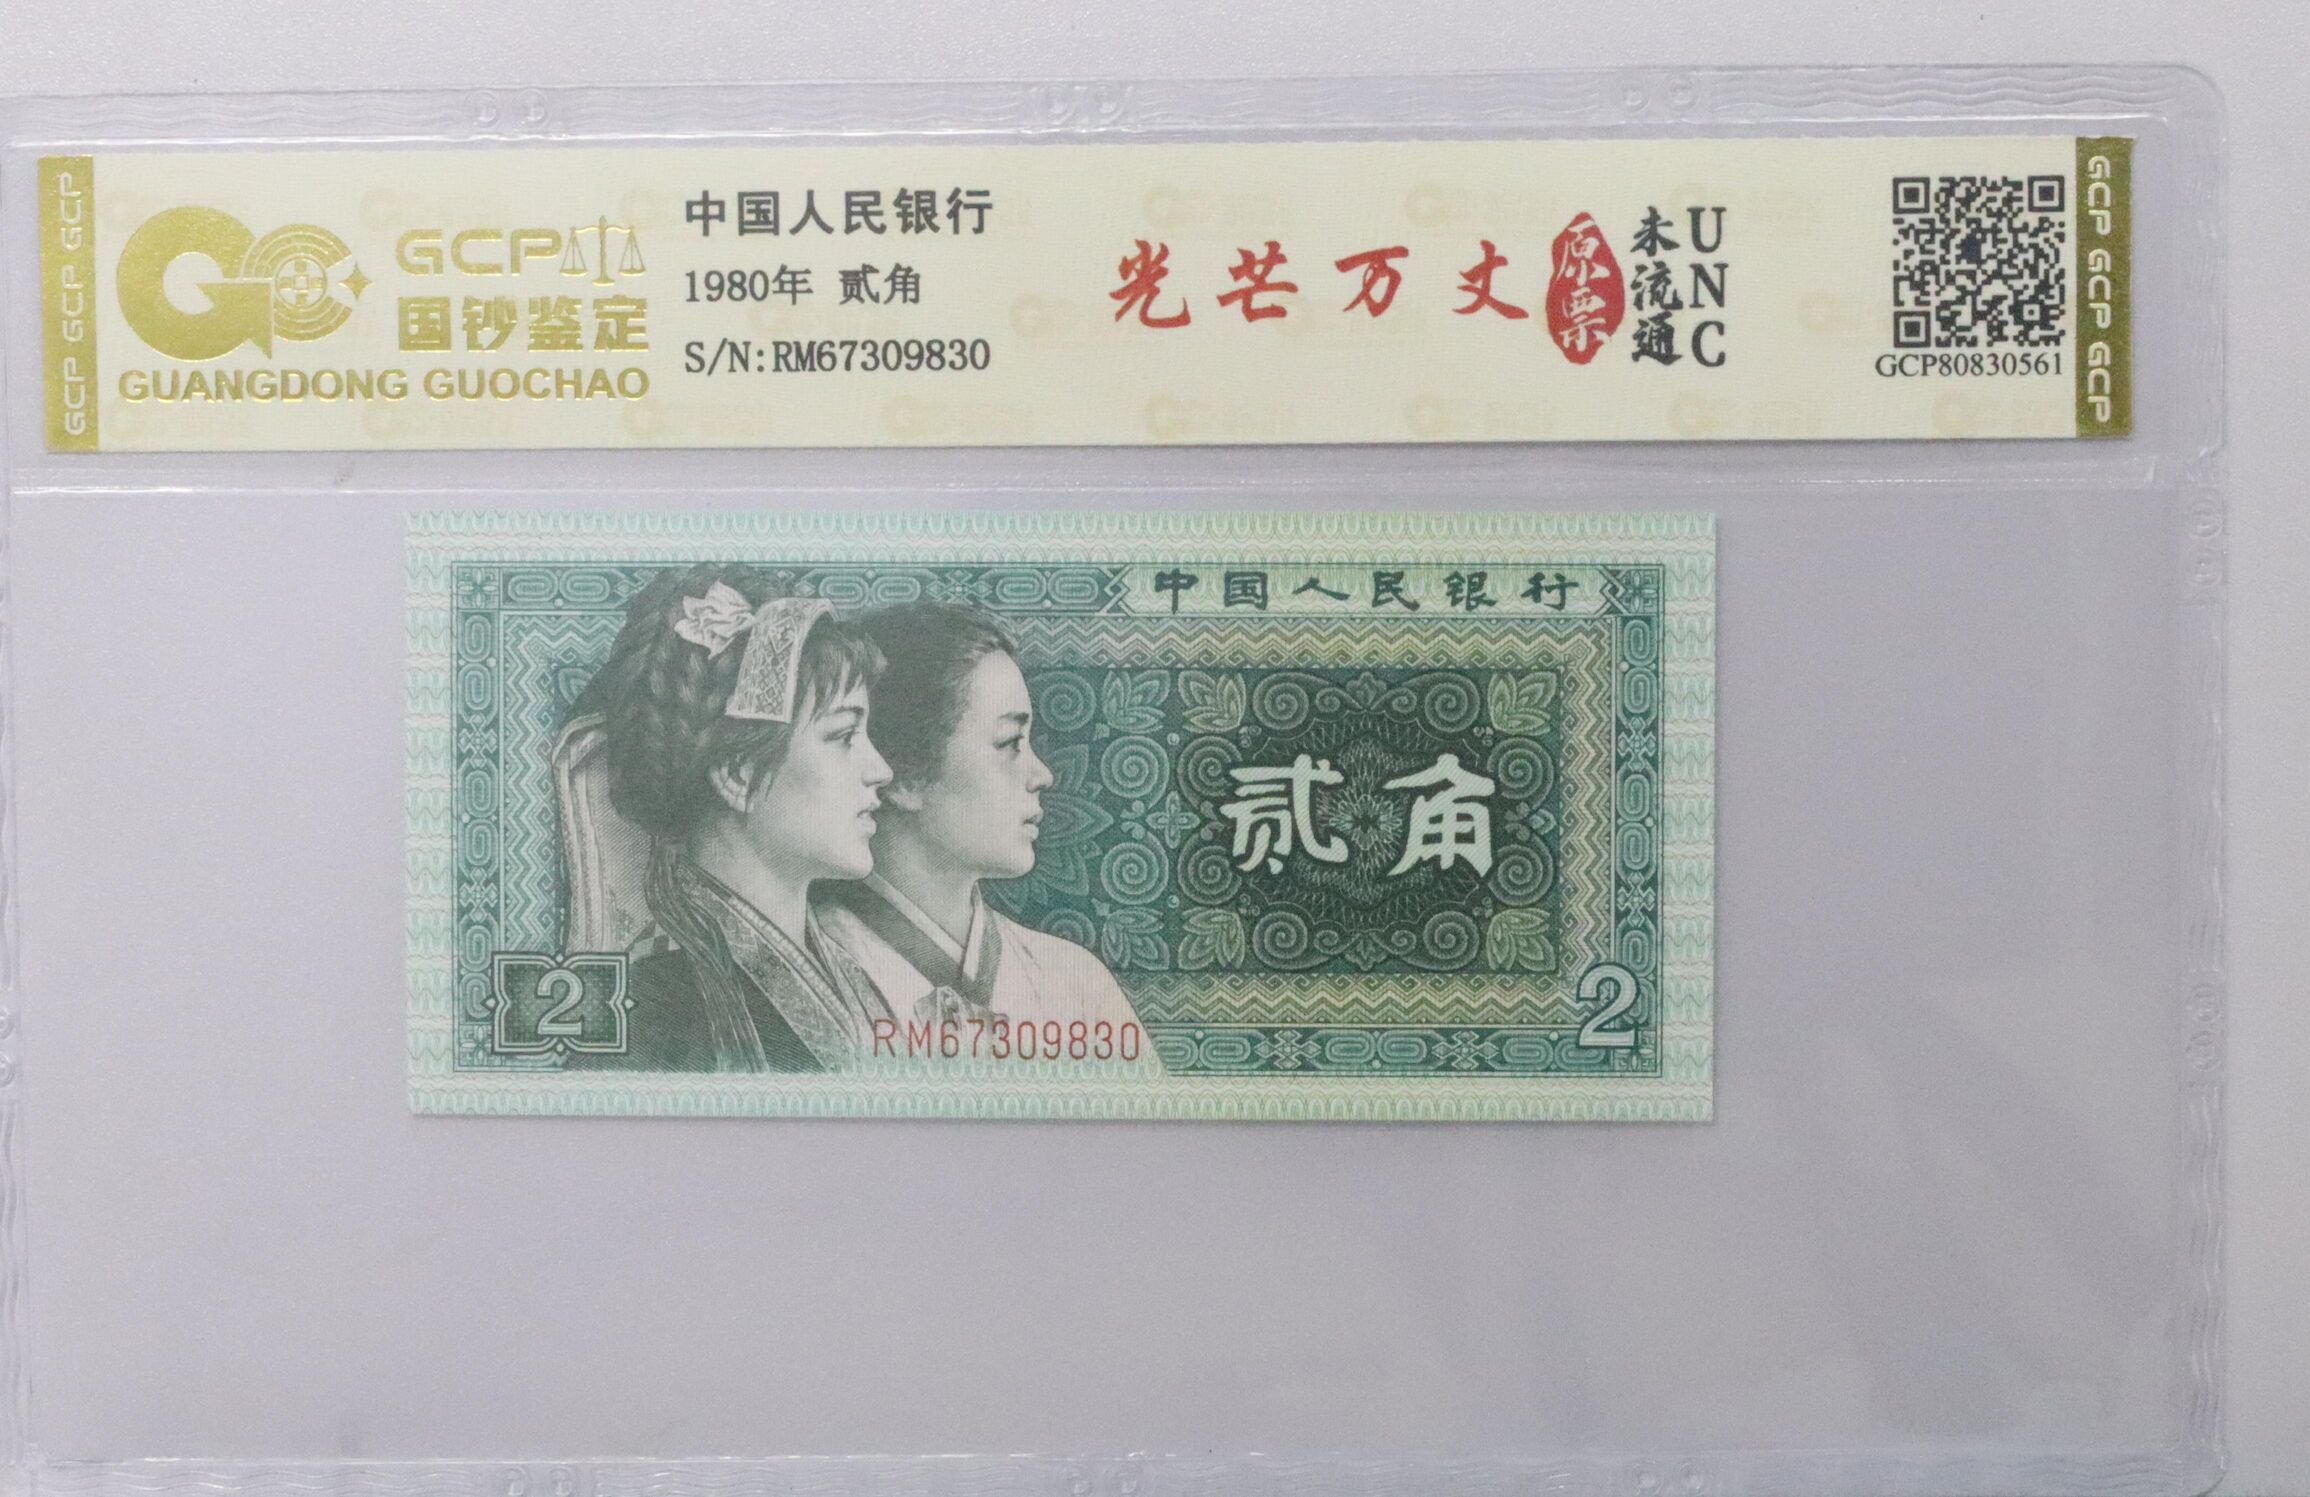 GCP GCP GCP
GCP
国钞鉴定
GUANGDONG GUOCHAO
中国人民银行
1980年 贰角
S/N:RM67309830
光芒万丈
原票
未流通
UNC
GCP80830561
GCP GCP GCP
中国人民银行
贰角
2
RM67309830
2